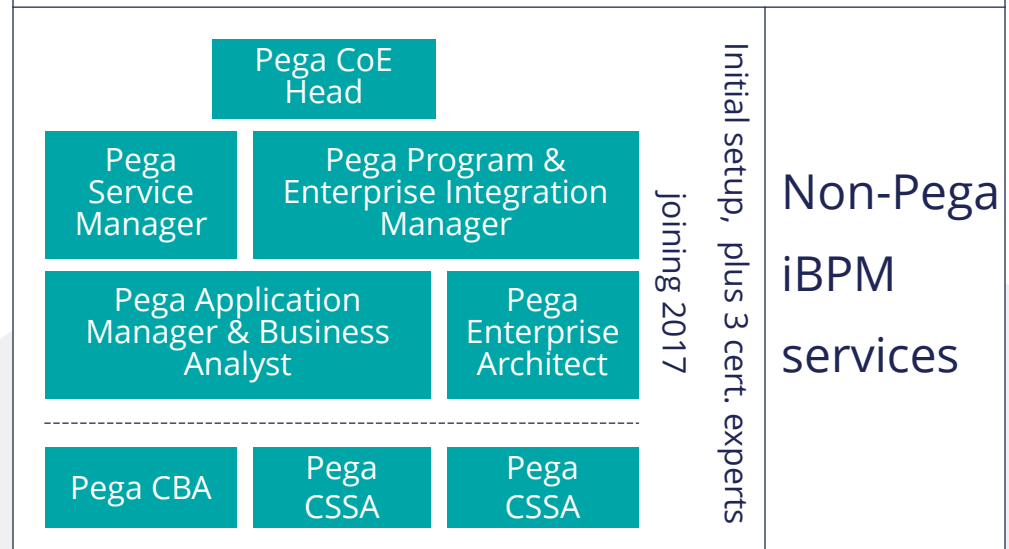 Pega CoE
Head
Pega
Service
Manager
Pega Program &
Enterprise Integration
Manager
Pega Application
Manager & Business
Analyst
Pega
Enterprise
Architect
Pega CBA
Pega
CSSA
Pega
CSSA
Initial setup, plus 3 cert. experts
joining 2017
Non-Pega
iBPM
services